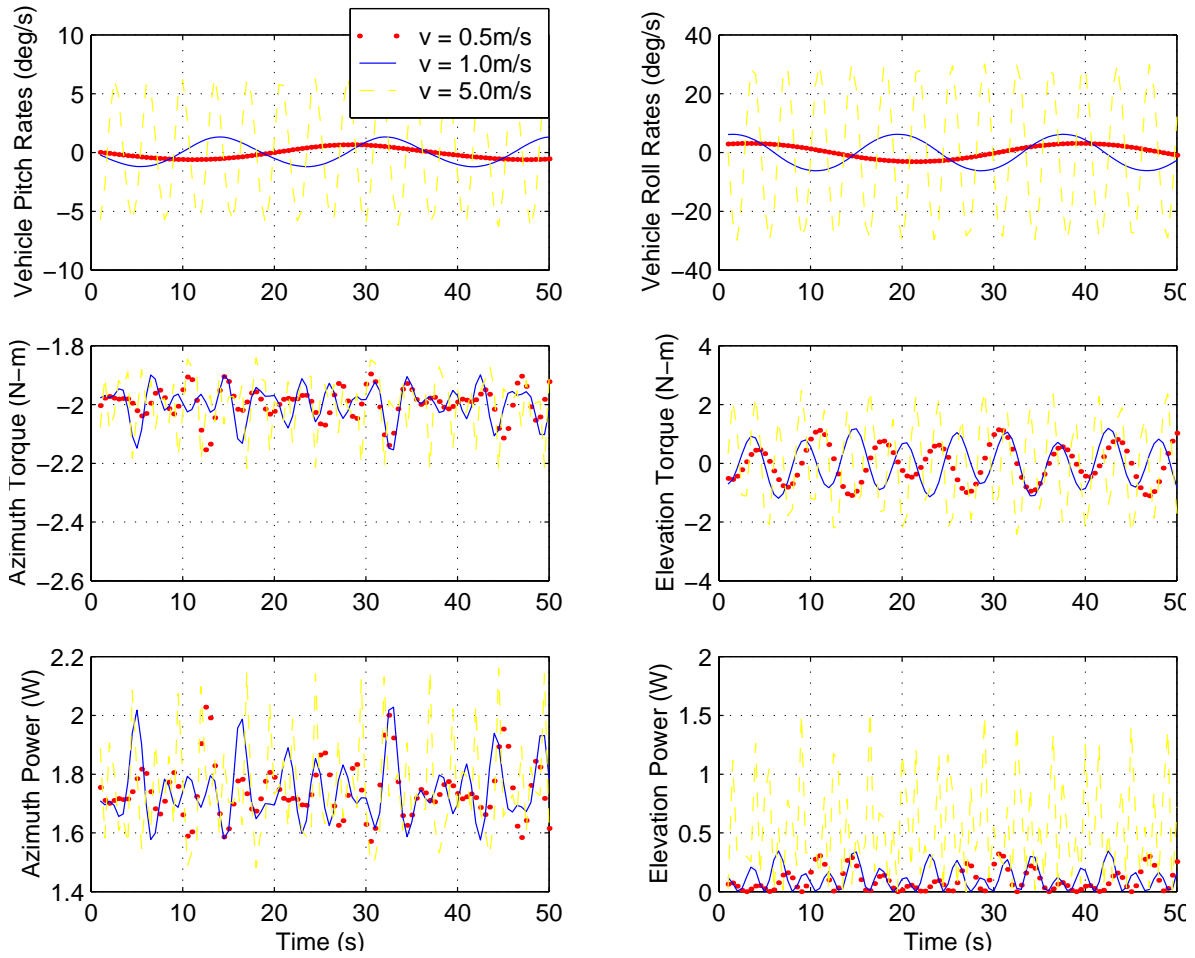 v = 0.5m/s
v = 1.0m/s
v = 5.0m/s
Vehicle Pitch Rates (deg/s)
10
5
0
−5
−10
0 10 20 30 40 50
Vehicle Roll Rates (deg/s)
40
20
0
−20
−40
0 10 20 30 40 50
Azimuth Torque (N−m)
−1.8
−2
−2.2
−2.4
−2.6
0 10 20 30 40 50
Elevation Torque (N−m)
4
2
0
−2
−4
0 10 20 30 40 50
Azimuth Power (W)
2.2
2
1.8
1.6
1.4
0 10 20 30 40 50
Time (s)
Elevation Power (W)
2
1.5
1
0.5
0
0 10 20 30 40 50
Time (s)